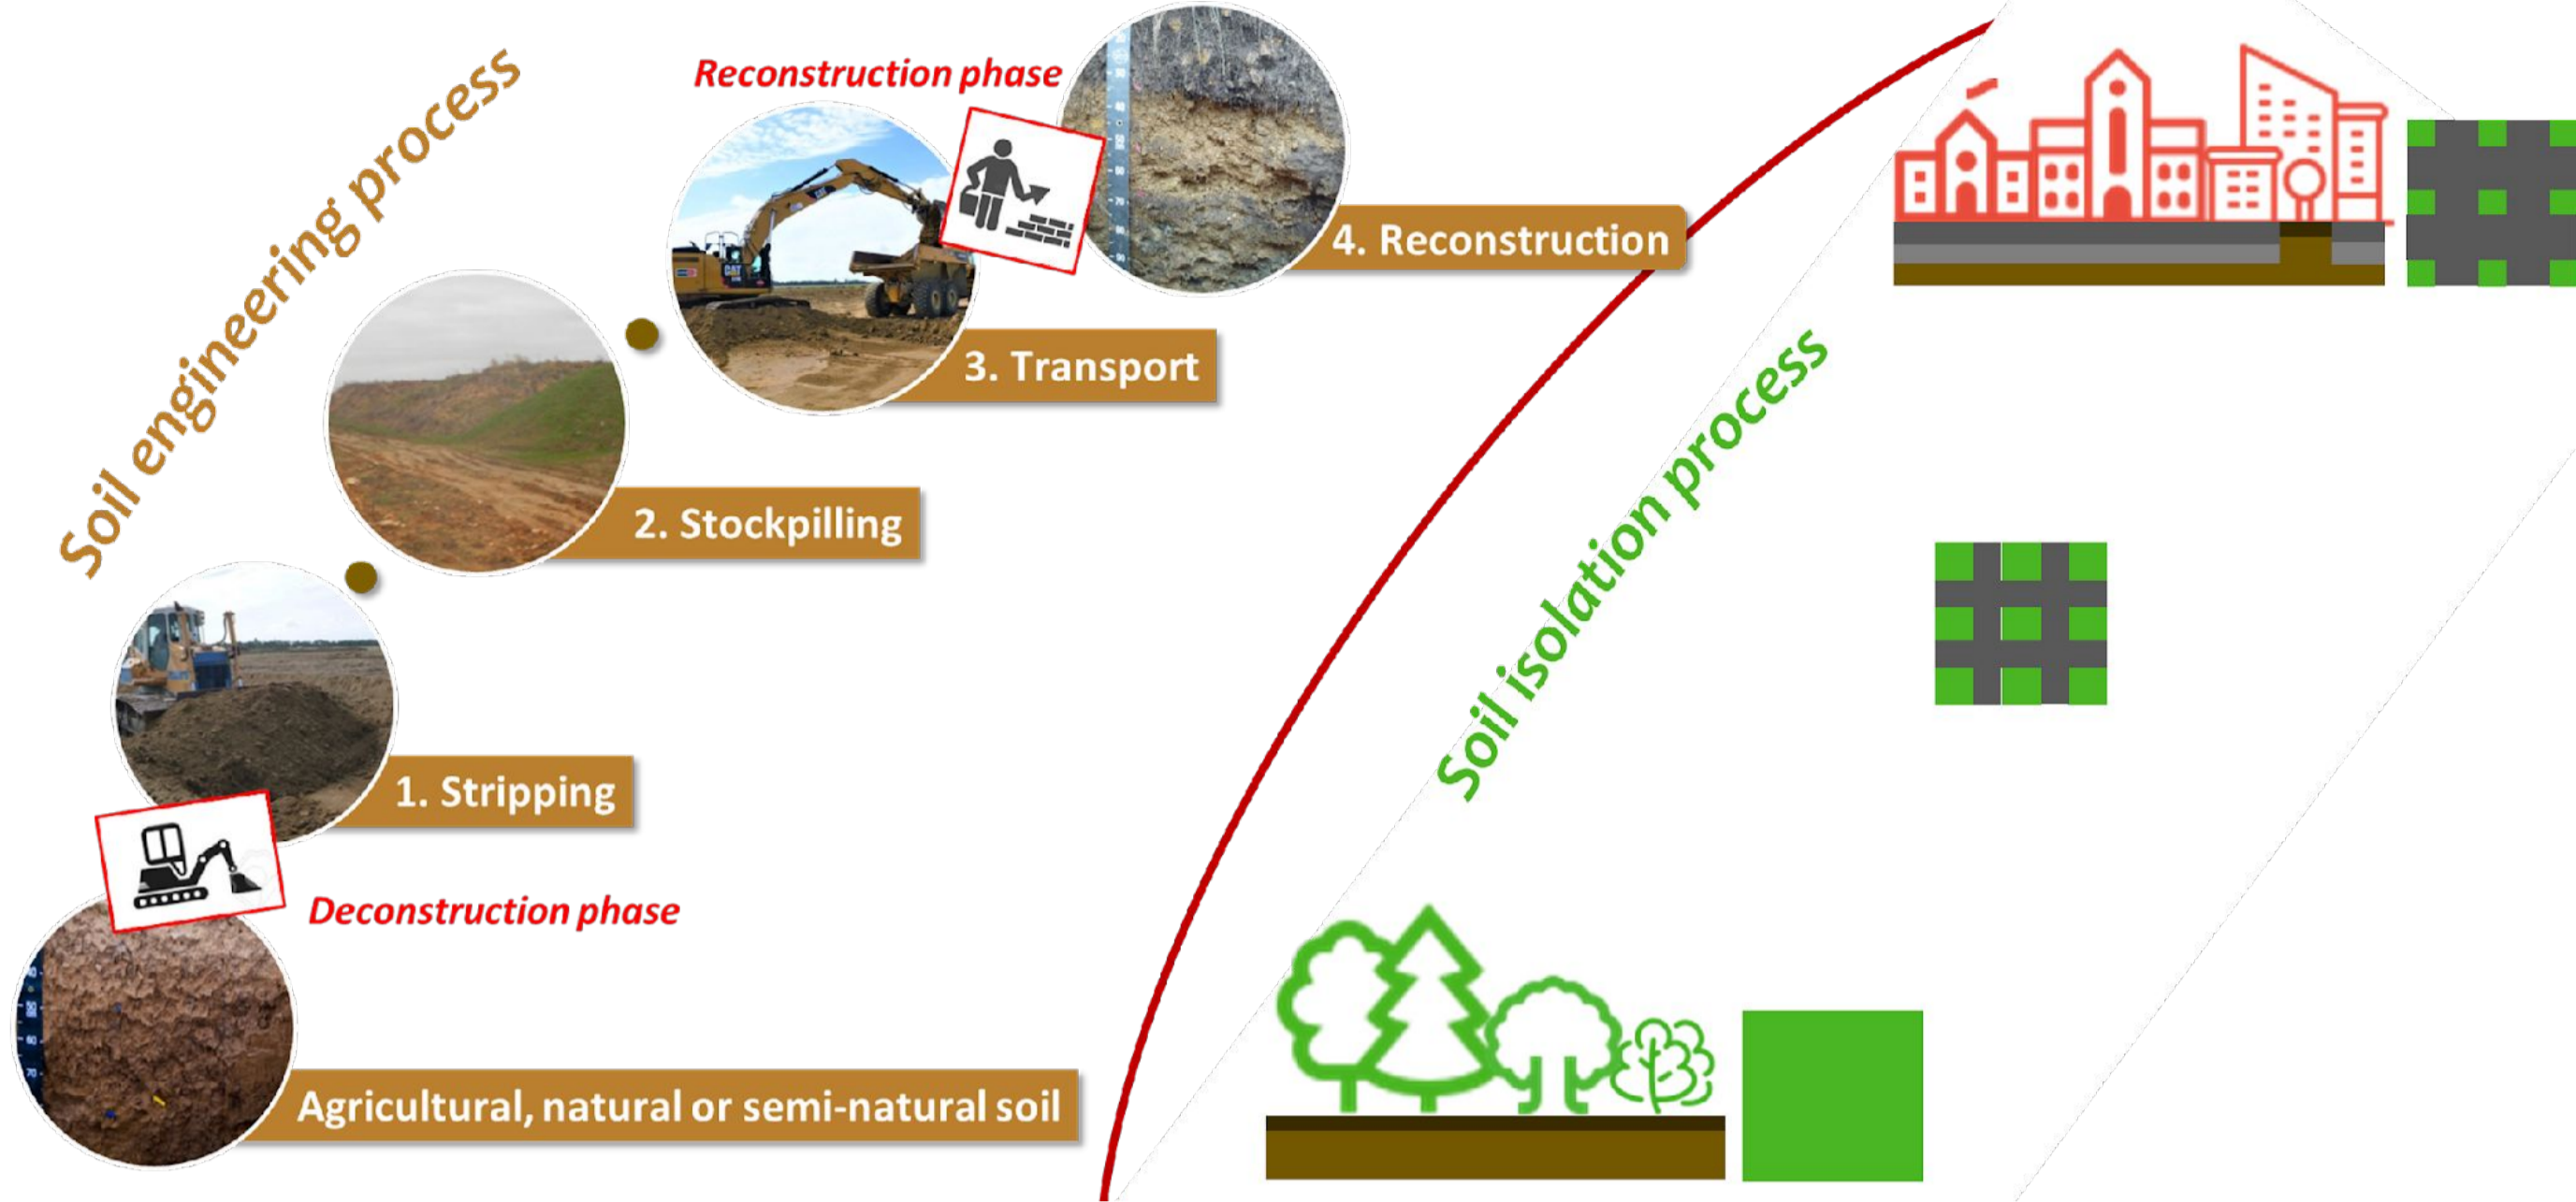 Soil engineering process
Reconstruction phase
4. Reconstruction
3. Transport
2. Stockpilling
1. Stripping
Deconstruction phase
Agricultural, natural or semi-natural soil
Soil isolation process
CAT